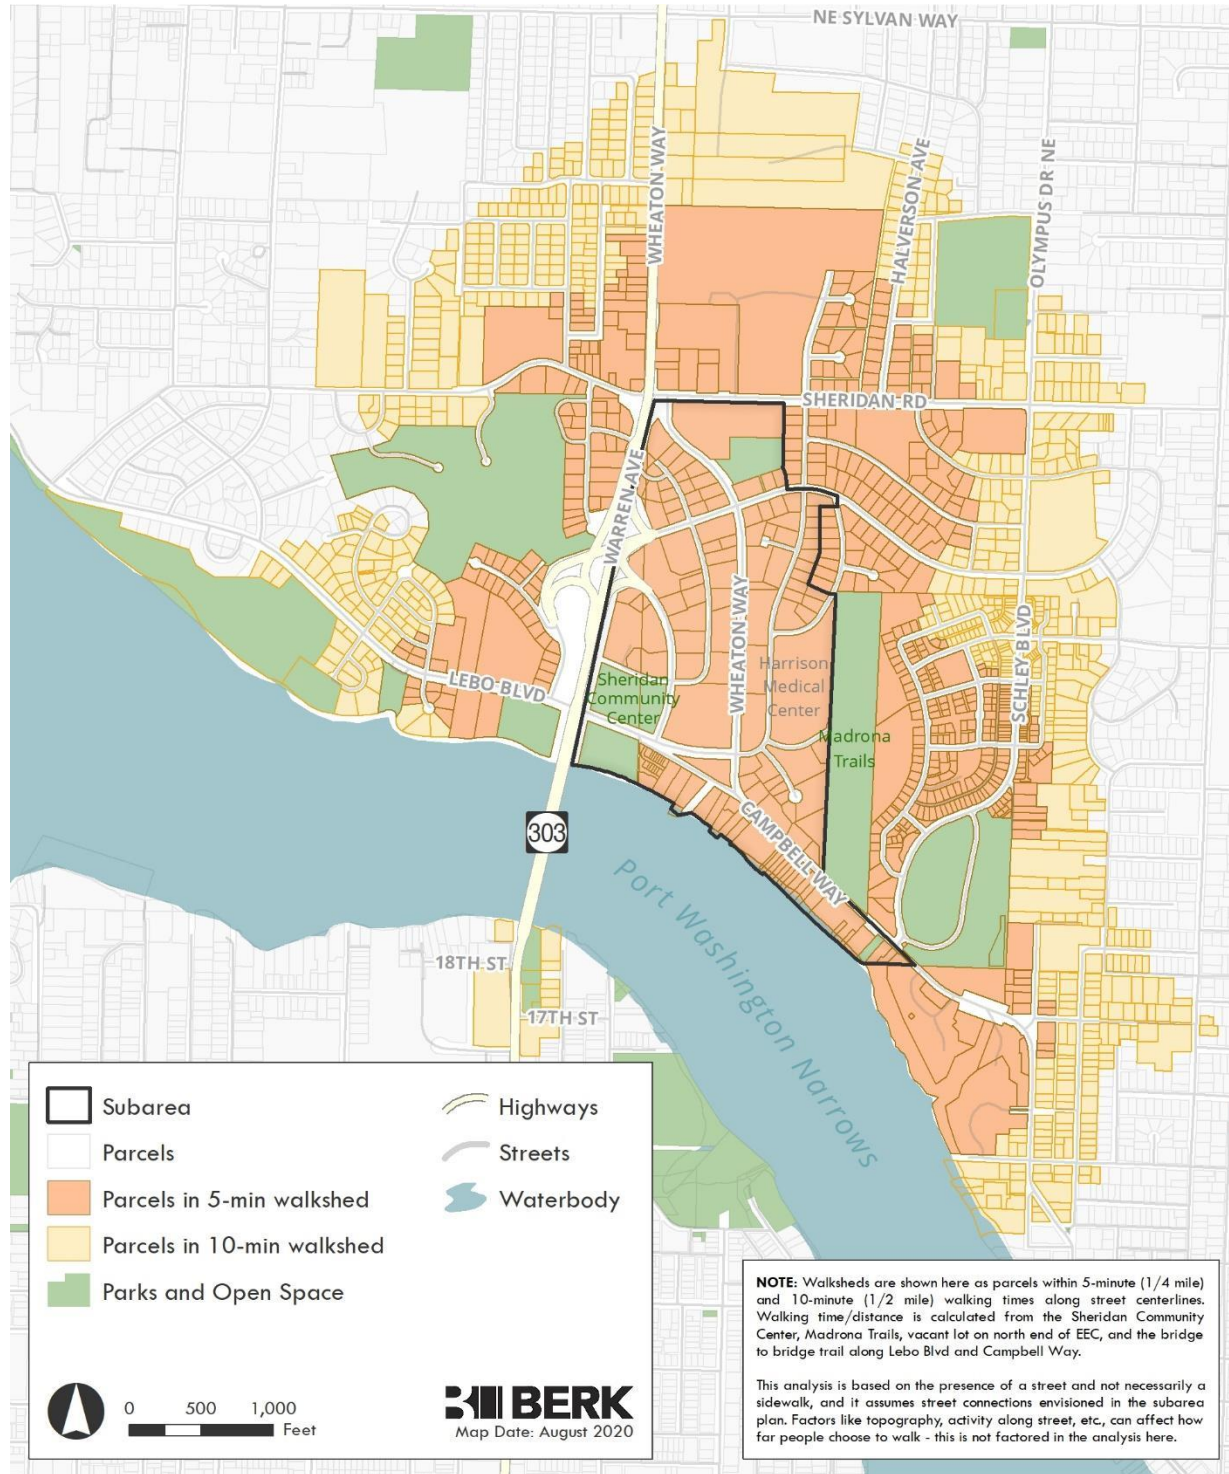 NE SYLVAN WAY
WHEATON WAY
HALVERSON AVE
OLYMPUS DR NE
SHERIDAN RD
WARREN AVE
WHEATON WAY
SCHLEY BLVD
Harrison
Medical
Center
Sheridan
Community
Center
LEBO BLVD
Madrona
Trails
CAMPBELL WAY
303
Port Washington Narrows
18TH ST
17TH ST
Subarea
Parcels
Parcels in 5-min walkshed
Parcels in 10-min walkshed
Parks and Open Space
Highways
Streets
Waterbody
0 500 1,000
Feet
BERK
Map Date: August 2020
NOTE: Walksheds are shown here as parcels within 5-minute (1/4 mile)
and 10-minute (1/2 mile) walking times along street centerlines.
Walking time/distance is calculated from the Sheridan Community
Center, Madrona Trails, vacant lot on north end of EEC, and the bridge
to bridge trail along Lebo Blvd and Campbell Way.
This analysis is based on the presence of a street and not necessarily a
sidewalk, and it assumes street connections envisioned in the subarea
plan. Factors like topography, activity along street, etc., can affect how
far people choose to walk - this is not factored in the analysis here.